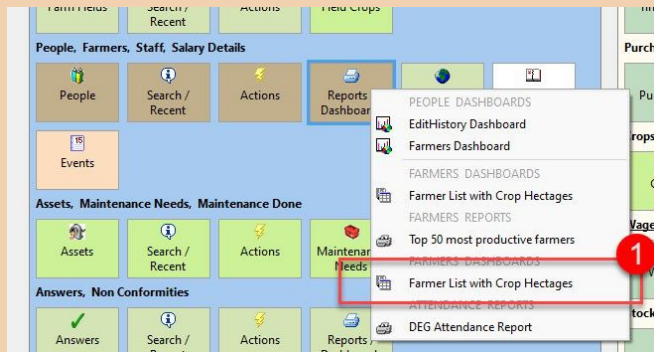 Farm Fields
Search /
Recent
Actions
Field Crops
People, Farmers, Staff, Salary Details
Purch
People
Search /
Recent
Actions
Reports
Dashboar
Pu
PEOPLE DASHBOARDS
EditHistory Dashboard
Farmers Dashboard
rops
Events
15
FARMERS DASHBOARDS
Farmer List with Crop Hectages
FARMERS REPORTS
Top 50 most productive farmers
Assets, Maintenance Needs, Maintenance Done
Wage
Assets
Search /
Recent
Actions
Maintenan
Needs
FARMERS DASHBOARDS
Farmer List with Crop Hectages
1
ATTENDANCE REPORTS
DEG Attendance Report
Answers, Non Conformities
tock
Answers
Search /
Actions
Reports /